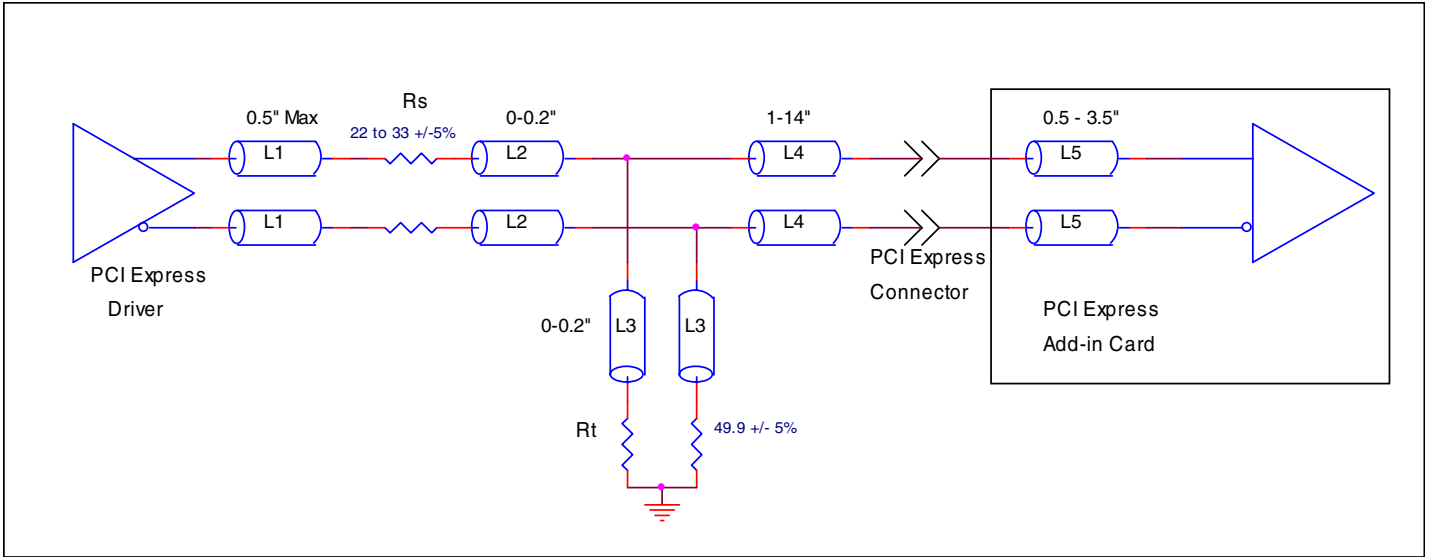 Rs
0.5" Max
22 to 33 +/-5%
0-0.2"
1-14"
0.5 - 3.5"
L1
L2
L4
L5
L1
L2
L4
L5
PCI Express
Driver
PCI Express
Connector
0-0.2"
L3
L3
PCI Express
Add-in Card
Rt
49.9 +/- 5%